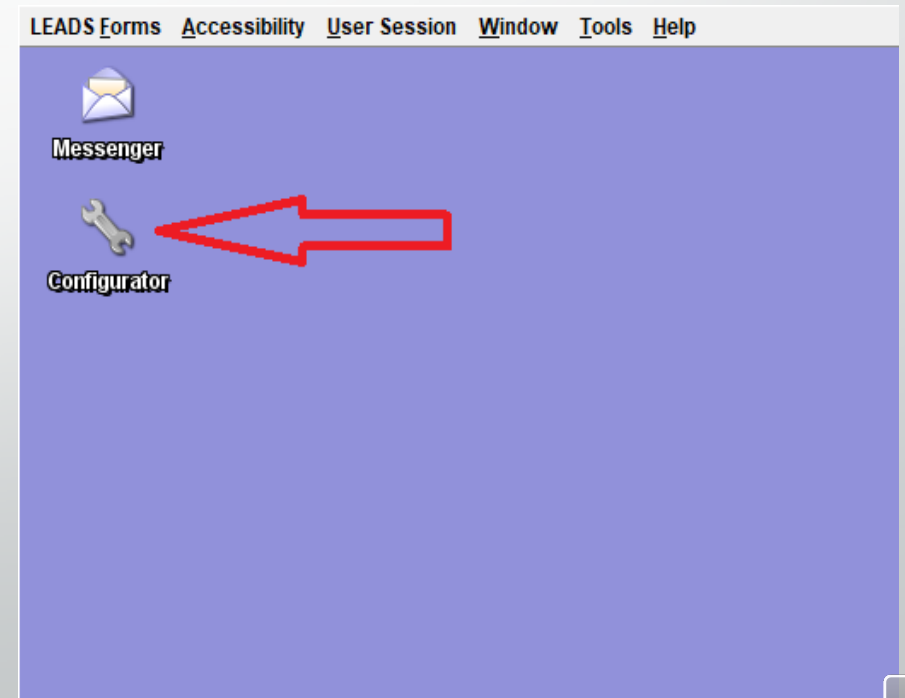 LEADS Forms Accessibility User Session Window Tools Help
Messenger
Configurator